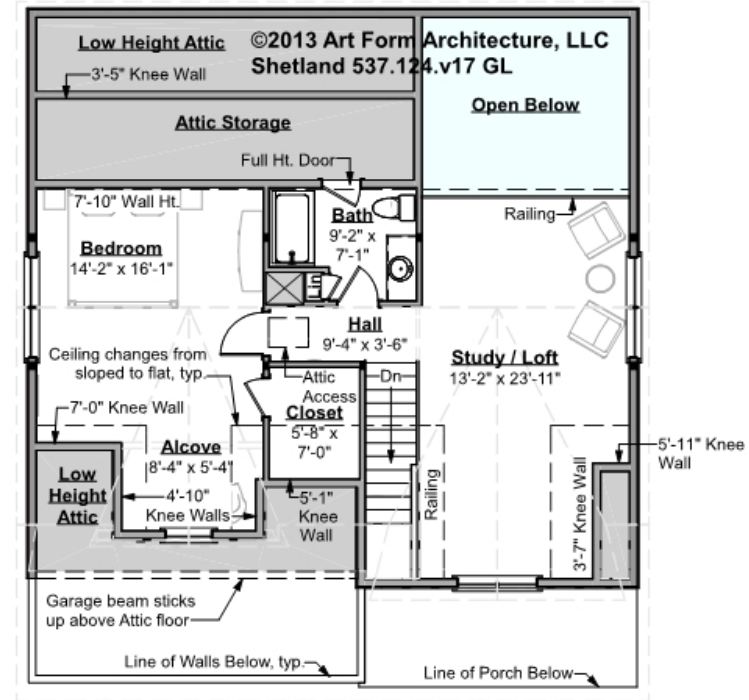 Low Height Attic
©2013 Art Form Architecture, LLC
Shetland 537.124.v17 GL
3'-5" Knee Wall
Open Below
Attic Storage
Full Ht. Door
7'-10" Wall Ht.
Bath
9'-2" x
7'-1"
Railing
Bedroom
14'-2" x 16'-1"
Hall
9'-4" x 3'-6"
Ceiling changes from
sloped to flat, typ.
Study / Loft
13'-2" x 23'-11"
Attic
Access
Dn
7'-0" Knee Wall
Closet
5'-8" x
7'-0"
Alcove
8'-4" x 5'-4"
5'-11" Knee
Wall
Low
Height
Attic
4'-10"
Knee Walls
5'-1"
Knee
Wall
Railing
3'-7" Knee Wall
Garage beam sticks
up above Attic floor
Line of Walls Below, typ.
Line of Porch Below